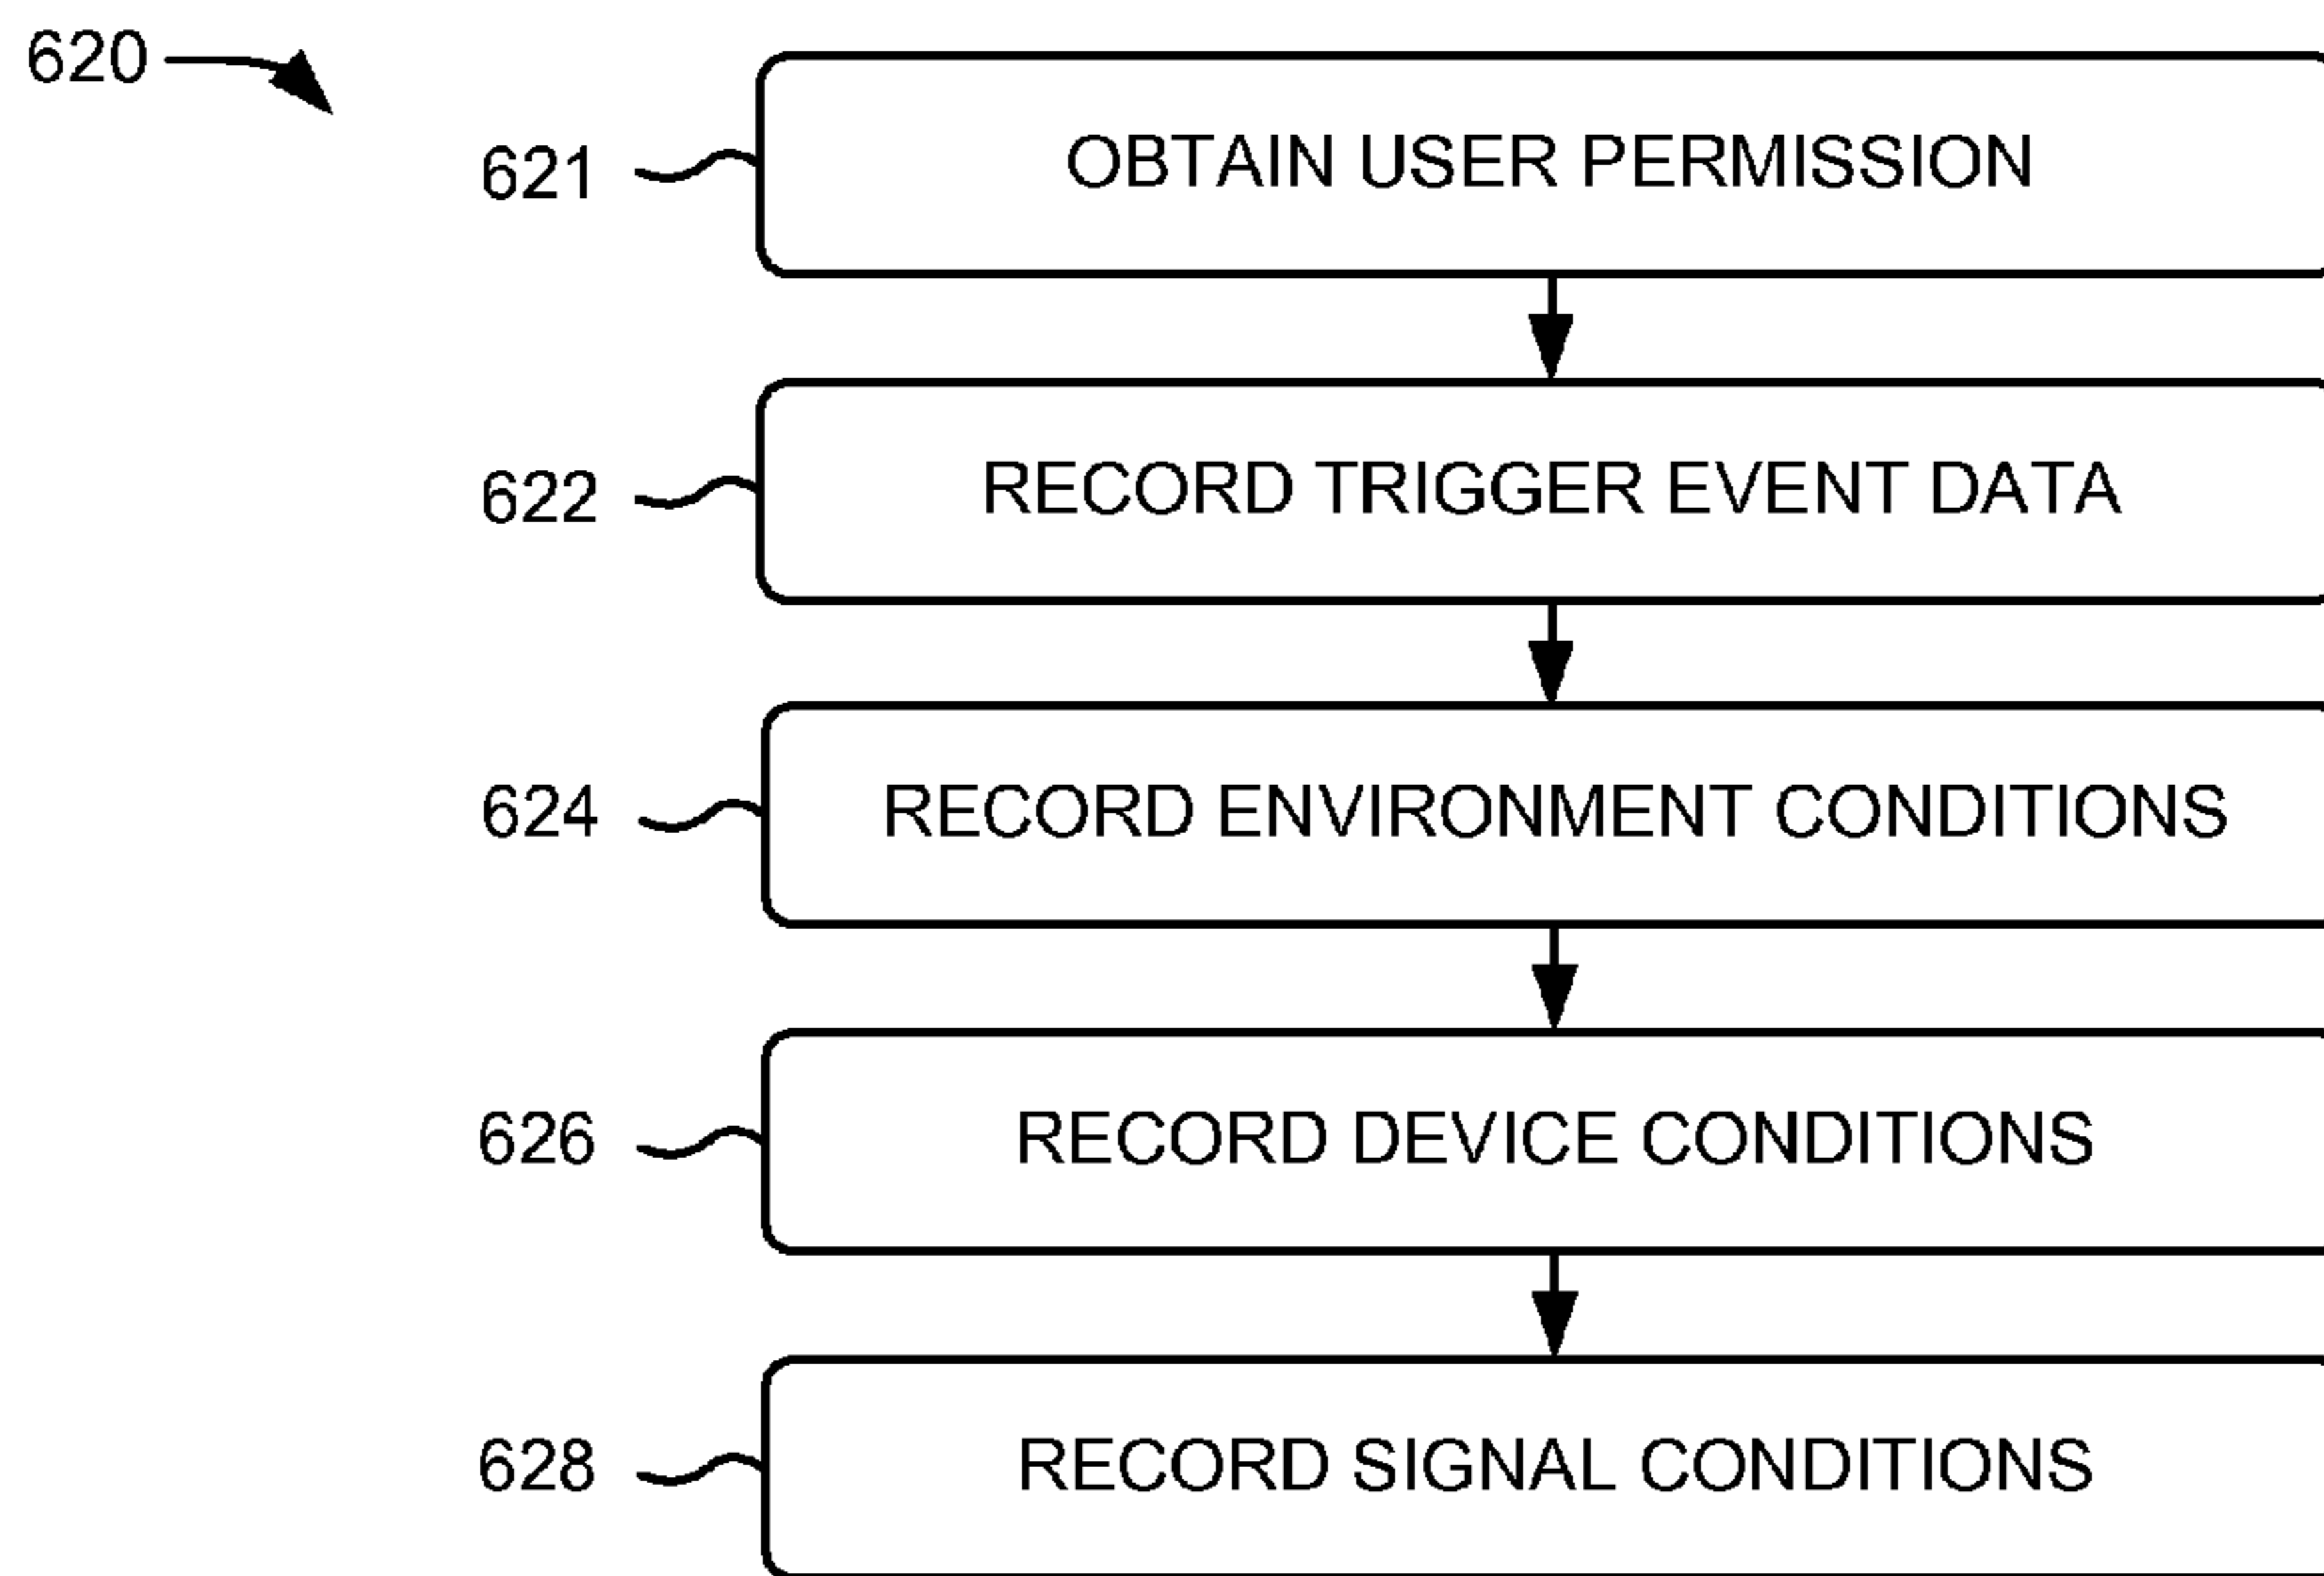 620
621 OBTAIN USER PERMISSION
622 RECORD TRIGGER EVENT DATA
624 RECORD ENVIRONMENT CONDITIONS
626 RECORD DEVICE CONDITIONS
628 RECORD SIGNAL CONDITIONS